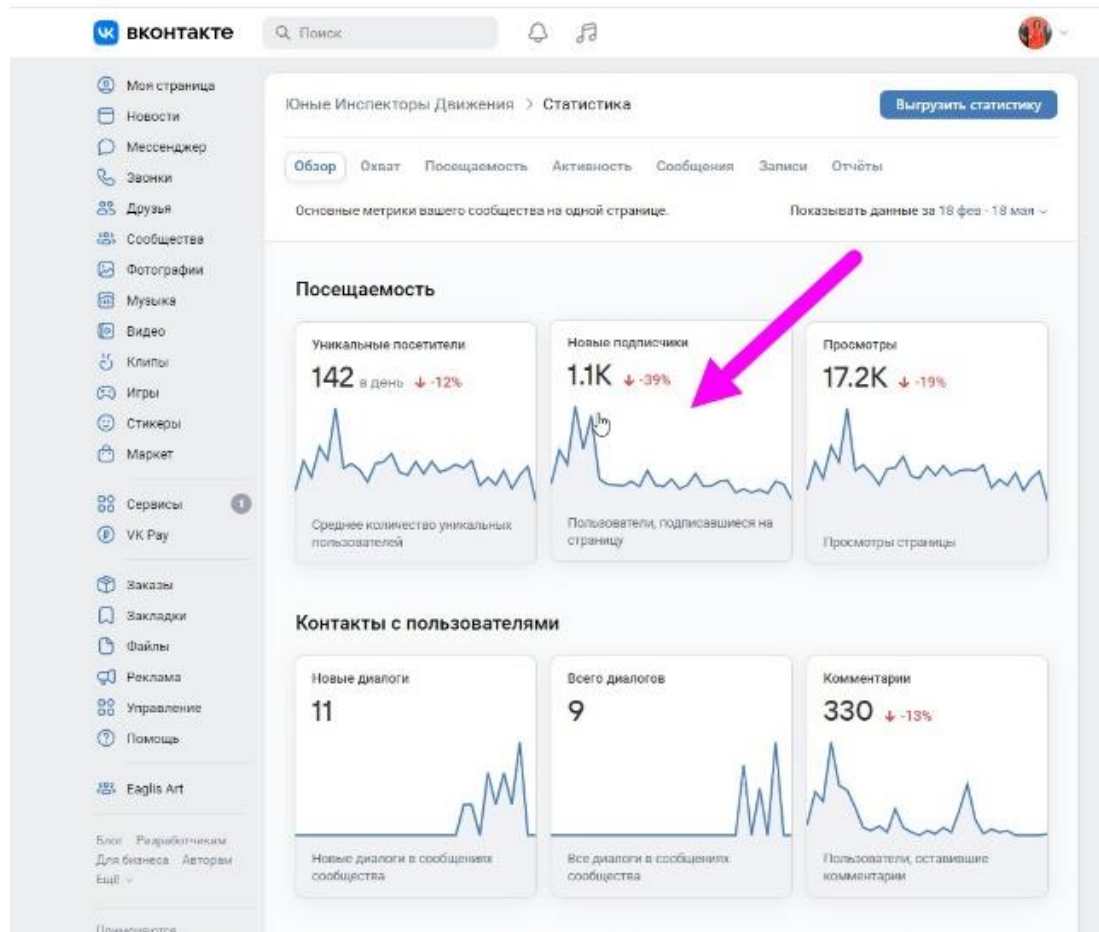 вконтакте
Поиск
Моя страница
Новости
Мессенджер
Звонки
Друзья
Сообщества
Фотографии
Музыка
Видео
Клипы
Игры
Стикеры
Маркет
Сервисы 1
VK Pay
Заказы
Закладки
Файлы
Реклама
Управление
Помощь
Eaglis Art
Блог Разработчикам
Для бизнеса Авторам
Ещё
Применяются
Юные Инспекторы Движения > Статистика
Выгрузить статистику
Обзор Охват Посещаемость Активность Сообщения Записи Отчёты
Основные метрики вашего сообщества на одной странице.
Показывать данные за 18 фев - 18 мая
Посещаемость
Уникальные посетители
142 в день ↓ -12%
Среднее количество уникальных
пользователей
Новые подписчики
1.1K ↓ -39%
Пользователи, подписавшиеся на
страницу
Просмотры
17.2K ↓ -19%
Просмотры страницы
Контакты с пользователями
Новые диалоги
11
Новые диалоги в сообщениях
сообщества
Всего диалогов
9
Все диалоги в сообщениях
сообщества
Комментарии
330 ↓ -13%
Пользователи, оставившие
комментарии